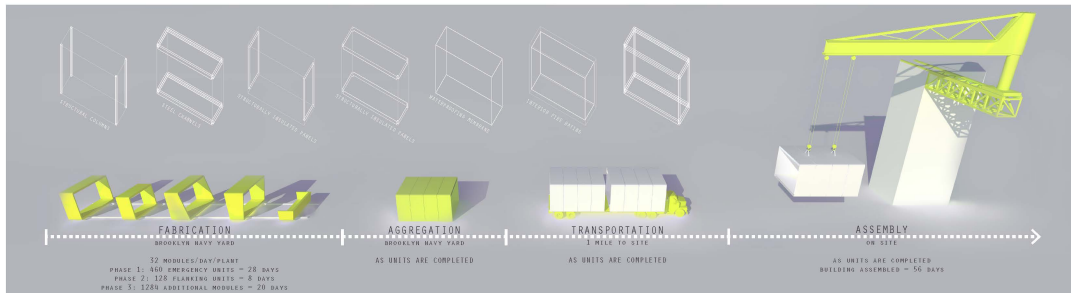 STRUCTURAL COLUMNS
STEEL CHANNELS
STRUCTURALLY INSULATED PANELS
STRUCTURALLY INSULATED PANELS
WATERPROOFING MEMBRANE
INTERIOR FIRE RATING
FABRICATION
BROOKLYN NAVY YARD
32 MODULES/DAY/PLANT
PHASE 1: 460 EMERGENCY UNITS = 28 DAYS
PHASE 2: 128 FLANKING UNITS = 8 DAYS
PHASE 3: 1284 ADDITIONAL MODULES = 20 DAYS
AGGREGATION
BROOKLYN NAVY YARD
AS UNITS ARE COMPLETED
TRANSPORTATION
1 MILE TO SITE
AS UNITS ARE COMPLETED
ASSEMBLY
ON SITE
AS UNITS ARE COMPLETED
BUILDING ASSEMBLED = 56 DAYS